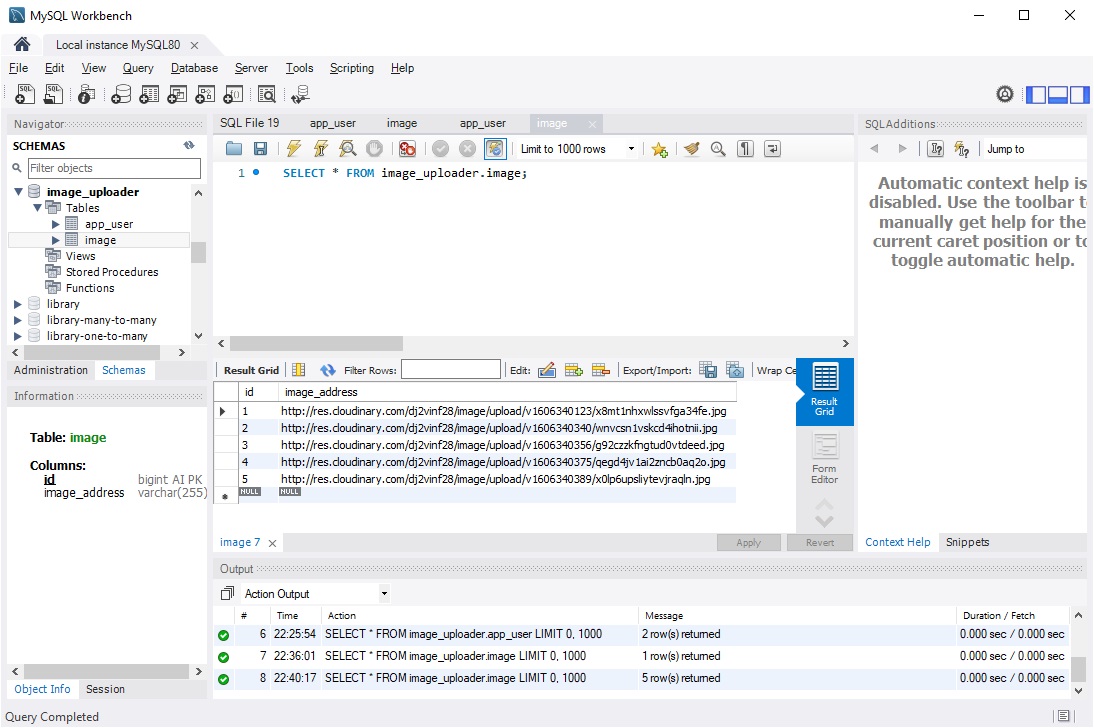 MySQL Workbench
Local instance MySQL80
File Edit View Query Database Server Tools Scripting Help
Navigator
SCHEMAS
Filter objects
image_uploader
Tables
app_user
image
Views
Stored Procedures
Functions
library
library-many-to-many
library-one-to-many
Administration Schemas
Information
Table: image
Columns:
id bigint AI PK
image_address varchar(255)
Object Info Session
Query Completed
SQL File 19 app_user image app_user image
Limit to 1000 rows
1 SELECT * FROM image_uploader.image;
Result Grid Filter Rows: Edit: Export/Import: Wrap Ce
id image_address
1 http://res.cloudinary.com/dj2vinf28/image/upload/v1606340123/x8mt1nhxwlssvfga34fe.jpg
2 http://res.cloudinary.com/dj2vinf28/image/upload/v1606340340/wnvcsn1vskcd4ihotnii.jpg
3 http://res.cloudinary.com/dj2vinf28/image/upload/v1606340356/g92czzkfngtud0vtdeed.jpg
4 http://res.cloudinary.com/dj2vinf28/image/upload/v1606340375/qegd4jv1ai2zncb0aq2o.jpg
5 http://res.cloudinary.com/dj2vinf28/image/upload/v1606340389/x0lp6upsliytevjraqln.jpg
NULL NULL
Result
Grid
Form
Editor
image 7
Apply Revert
SQLAdditions
Jump to
Automatic context help is
disabled. Use the toolbar t
manually get help for the
current caret position or to
toggle automatic help.
Context Help Snippets
Output
Action Output
# Time Action Message Duration / Fetch
6 22:25:54 SELECT * FROM image_uploader.app_user LIMIT 0, 1000 2 row(s) returned 0.000 sec / 0.000 sec
7 22:36:01 SELECT * FROM image_uploader.image LIMIT 0, 1000 1 row(s) returned 0.000 sec / 0.000 sec
8 22:40:17 SELECT * FROM image_uploader.image LIMIT 0, 1000 5 row(s) returned 0.000 sec / 0.000 sec